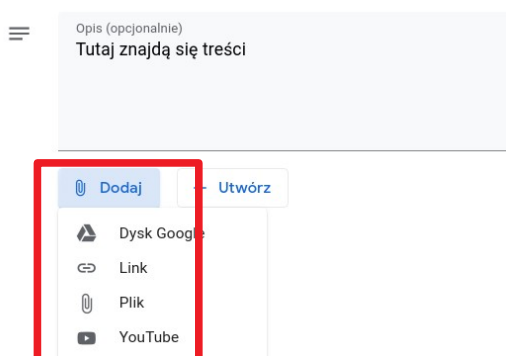 Opis (opcjonalnie)
Tutaj znajdą się treści
Dodaj
+ Utwórz
Dysk Google
Link
Plik
YouTube